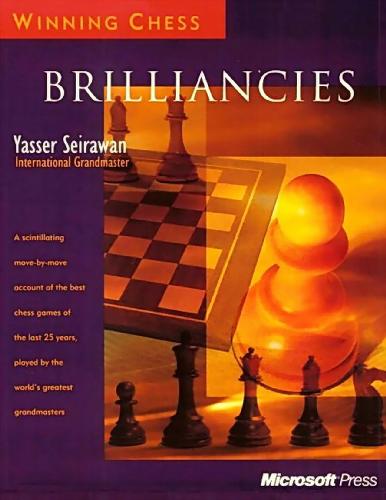 WINNING CHESS
BRILLIANCIES
Yasser Seirawan
International Grandmaster
A scintillating
move-by-move
account of the best
chess games of
the last 25 years,
played by the
world's greatest
grandmasters
Microsoft Press